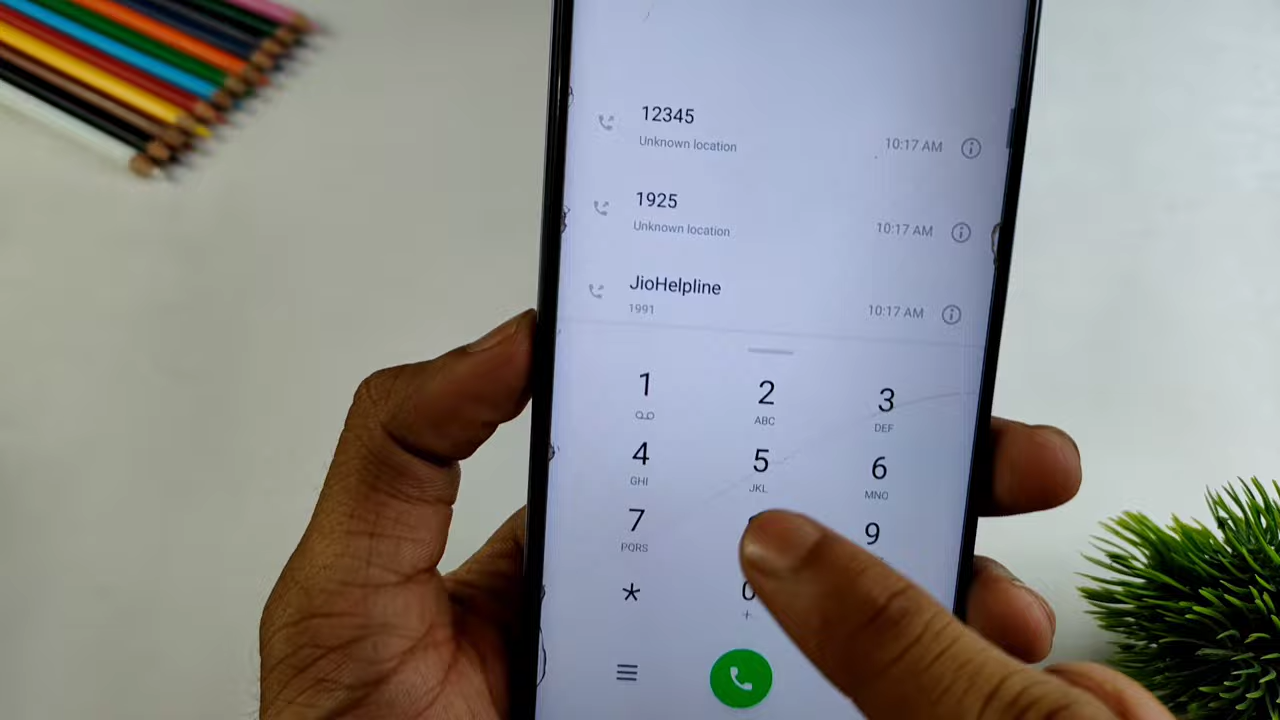 12345
Unknown location
10:17 AM
1925
Unknown location
10:17 AM
JioHelpline
1991
10:17 AM
1
2
ABC
3
DEF
4
GHI
5
JKL
6
MNO
7
PQRS
9
*
0
+